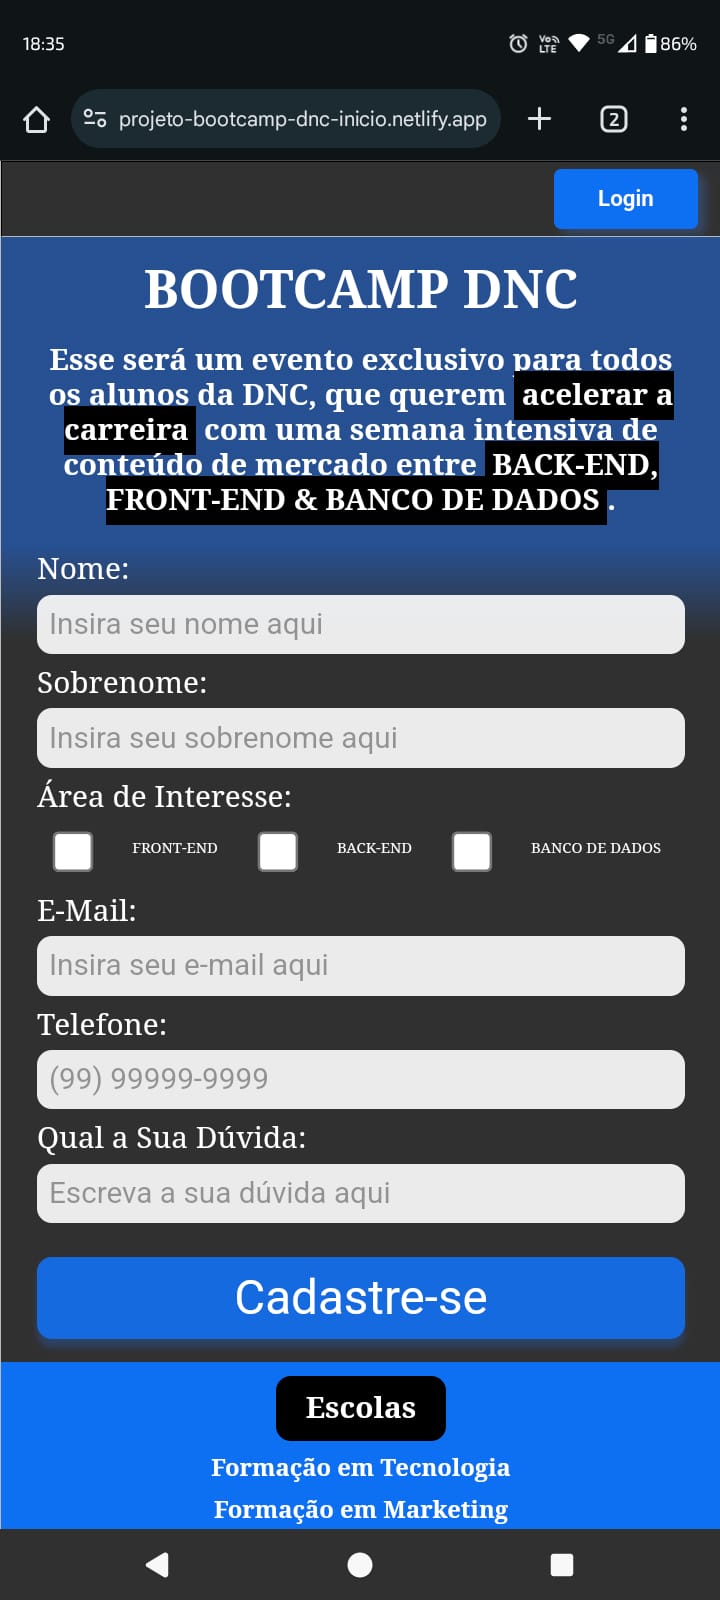 18:35
Vo LTE 5G 86%
projeto-bootcamp-dnc-inicio.netlify.app
2
Login
BOOTCAMP DNC
Esse será um evento exclusivo para todos
os alunos da DNC, que querem acelerar a
carreira com uma semana intensiva de
conteúdo de mercado entre BACK-END,
FRONT-END & BANCO DE DADOS .
Nome:
Insira seu nome aqui
Sobrenome:
Insira seu sobrenome aqui
Área de Interesse:
FRONT-END BACK-END BANCO DE DADOS
E-Mail:
Insira seu e-mail aqui
Telefone:
(99) 99999-9999
Qual a Sua Dúvida:
Escreva a sua dúvida aqui
Cadastre-se
Escolas
Formação em Tecnologia
Formação em Marketing